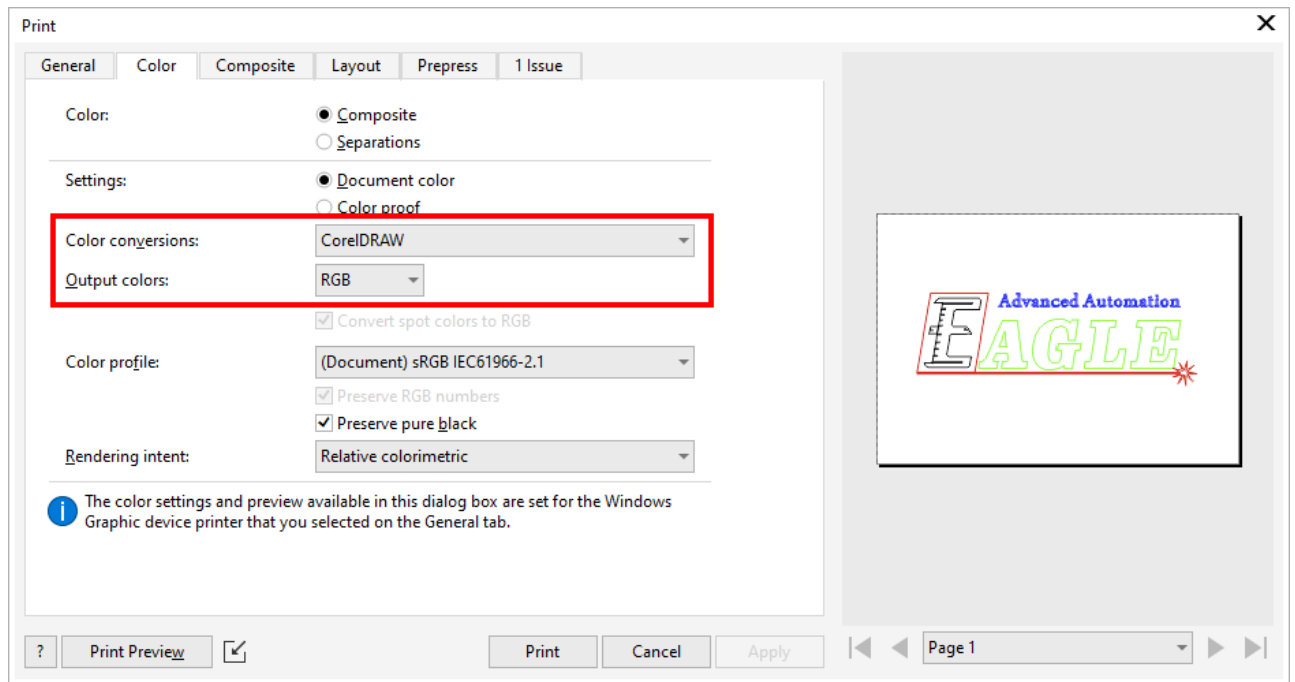 Print
General Color Composite Layout Prepress 1 Issue
Color: Composite
Separations
Settings: Document color
Color proof
Color conversions: CorelDRAW
Output colors: RGB
Convert spot colors to RGB
Color profile: (Document) sRGB IEC61966-2.1
Preserve RGB numbers
Preserve pure black
Rendering intent: Relative colorimetric
The color settings and preview available in this dialog box are set for the Windows
Graphic device printer that you selected on the General tab.
Advanced Automation
EAGLE
? Print Preview Print Cancel Apply
Page 1